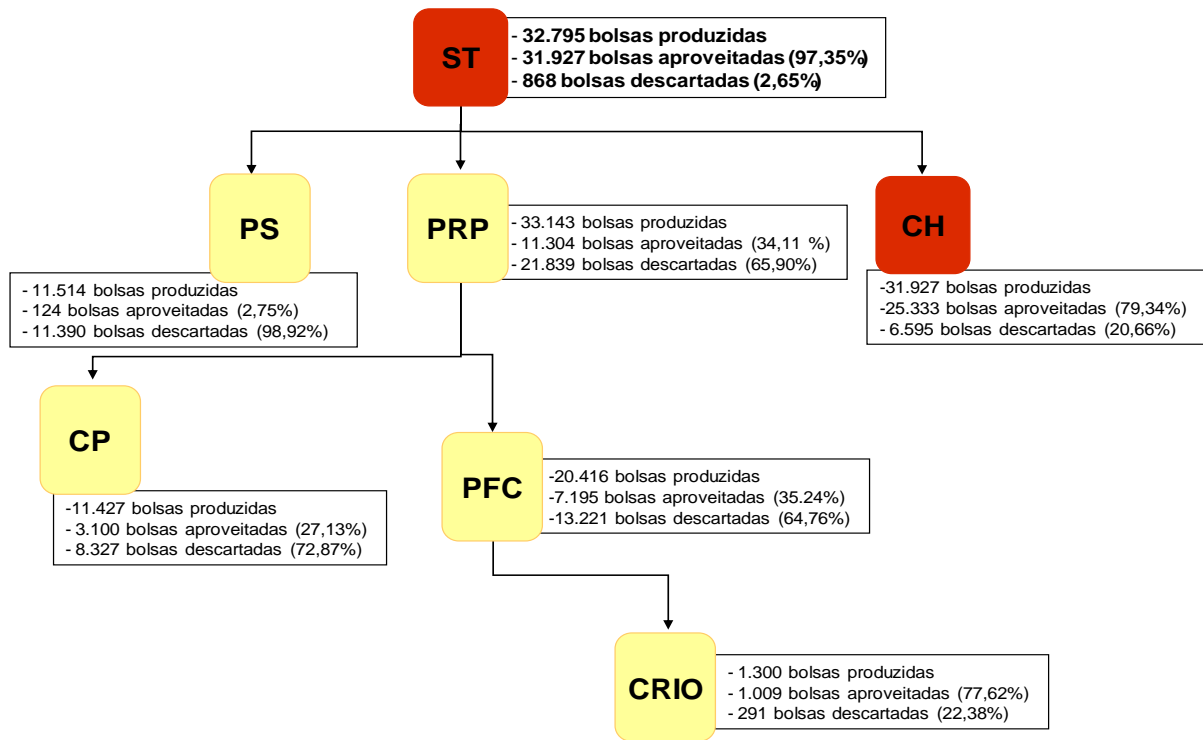 ST
- 32.795 bolsas produzidas
- 31.927 bolsas aproveitadas (97,35%)
- 868 bolsas descartadas (2,65%)
PS
- 11.514 bolsas produzidas
- 124 bolsas aproveitadas (2,75%)
- 11.390 bolsas descartadas (98,92%)
PRP
- 33.143 bolsas produzidas
- 11.304 bolsas aproveitadas (34,11 %)
- 21.839 bolsas descartadas (65,90%)
CH
-31.927 bolsas produzidas
-25.333 bolsas aproveitadas (79,34%)
- 6.595 bolsas descartadas (20,66%)
CP
-11.427 bolsas produzidas
- 3.100 bolsas aproveitadas (27,13%)
- 8.327 bolsas descartadas (72,87%)
PFC
-20.416 bolsas produzidas
-7.195 bolsas aproveitadas (35.24%)
-13.221 bolsas descartadas (64,76%)
CRIO
- 1.300 bolsas produzidas
- 1.009 bolsas aproveitadas (77,62%)
- 291 bolsas descartadas (22,38%)